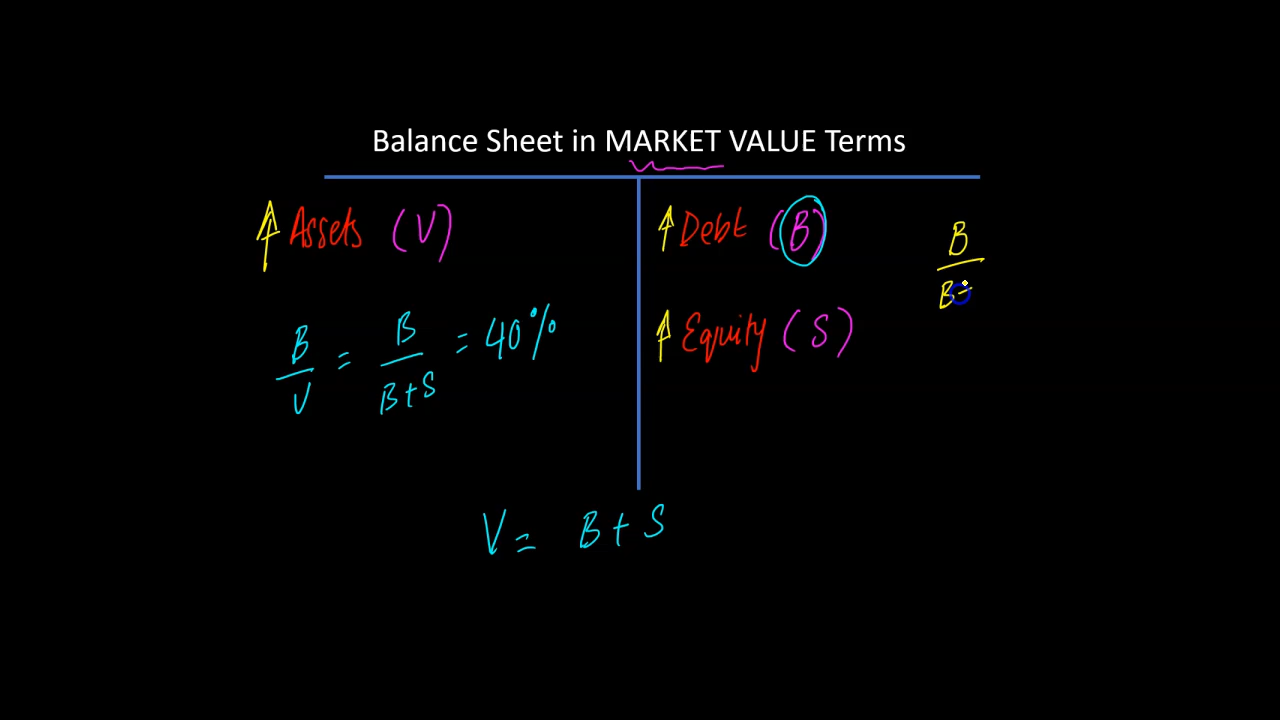 Balance Sheet in MARKET VALUE Terms
↑ Assets (V)
↑ Debt (B)
↑ Equity (S)
B/V = B/B+S = 40%
V = B + S
B/B+